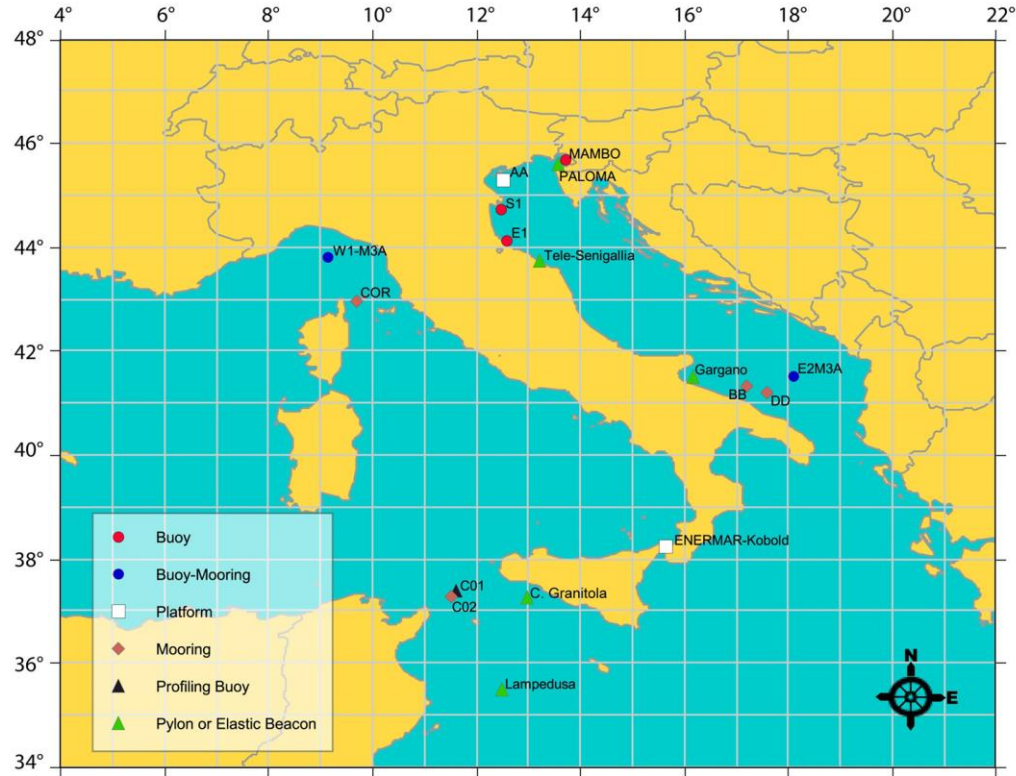 4° 6° 8° 10° 12° 14° 16° 18° 20° 22°
48°
46°
44°
42°
40°
38°
36°
34°
MAMBO
AA
PALOMA
S1
E1
W1-M3A
Tele-Senigallia
COR
Gargano
E2M3A
BB
DD
ENERMAR-Kobold
C01
C. Granitola
C02
Lampedusa
Buoy
Buoy-Mooring
Platform
Mooring
Profiling Buoy
Pylon or Elastic Beacon
N
E